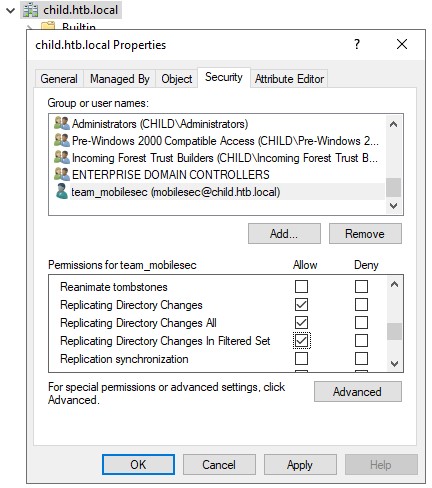 child.htb.local
Builtin
child.htb.local Properties
General Managed By Object Security Attribute Editor
Group or user names:
Administrators (CHILD\Administrators)
Pre-Windows 2000 Compatible Access (CHILD\Pre-Windows 2...
Incoming Forest Trust Builders (CHILD\Incoming Forest Trust B...
ENTERPRISE DOMAIN CONTROLLERS
team_mobilesec (mobilesec@child.htb.local)
Add... Remove
Permissions for team_mobilesec Allow Deny
Reanimate tombstones
Replicating Directory Changes
Replicating Directory Changes All
Replicating Directory Changes In Filtered Set
Replication synchronization
For special permissions or advanced settings, click
Advanced.
Advanced
OK Cancel Apply Help